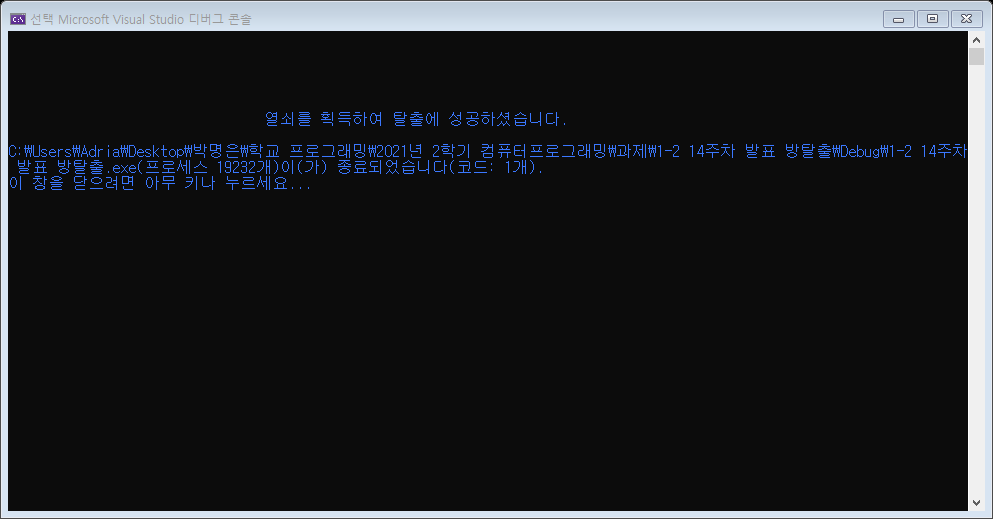 선택 Microsoft Visual Studio 디버그 콘솔
열쇠를 획득하여 탈출에 성공하셨습니다.
C:\Users\Adria\Desktop\박명은\학교 프로그래밍\2021년 2학기 컴퓨터프로그래밍\과제\1-2 14주차 발표 방탈출\Debug\1-2 14주차
발표 방탈출.exe(프로세스 19232개)이(가) 종료되었습니다(코드: 1개).
이 창을 닫으려면 아무 키나 누르세요...